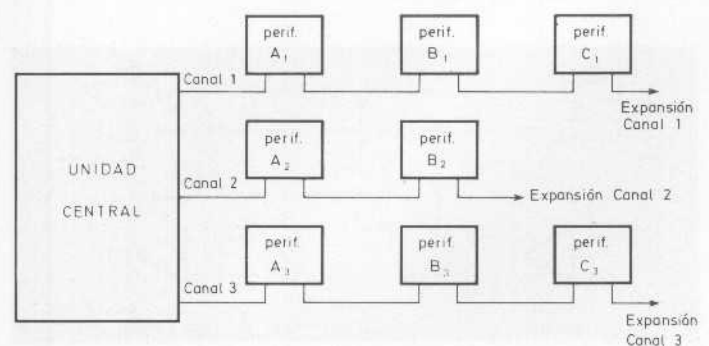 perif.
A1
perif.
B1
perif.
C1
Canal 1
Expansión
Canal 1
UNIDAD
CENTRAL
perif.
A2
perif.
B2
Canal 2
Expansión Canal 2
perif.
A3
perif.
B3
perif.
C3
Canal 3
Expansión
Canal 3